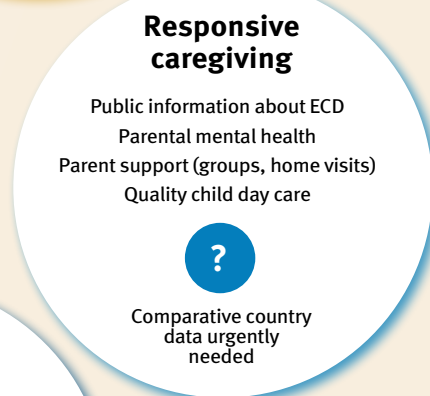 Responsive
caregiving
Public information about ECD
Parental mental health
Parent support (groups, home visits)
Quality child day care
?
Comparative country
data urgently
needed